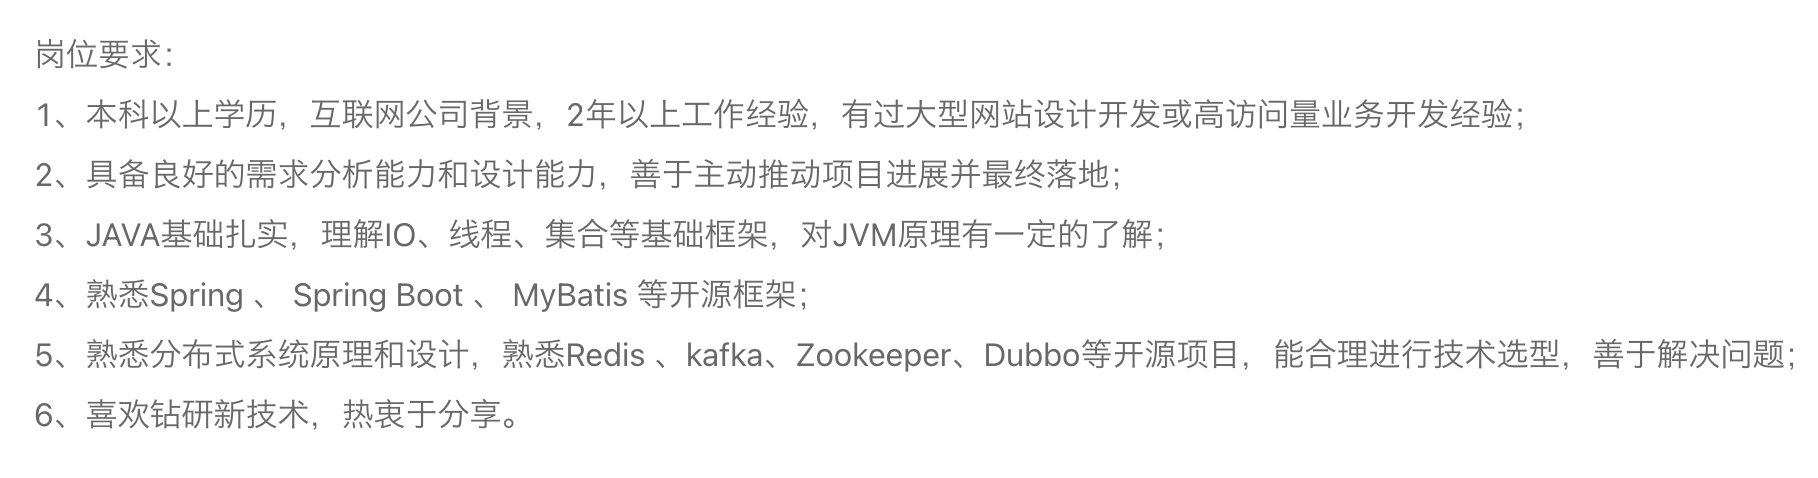 岗位要求：
1、本科以上学历，互联网公司背景，2年以上工作经验，有过大型网站设计开发或高访问量业务开发经验；
2、具备良好的需求分析能力和设计能力，善于主动推动项目进展并最终落地；
3、JAVA基础扎实，理解IO、线程、集合等基础框架，对JVM原理有一定的了解；
4、熟悉Spring 、 Spring Boot 、 MyBatis 等开源框架；
5、熟悉分布式系统原理和设计，熟悉Redis 、kafka、Zookeeper、Dubbo等开源项目，能合理进行技术选型，善于解决问题；
6、喜欢钻研新技术，热衷于分享。